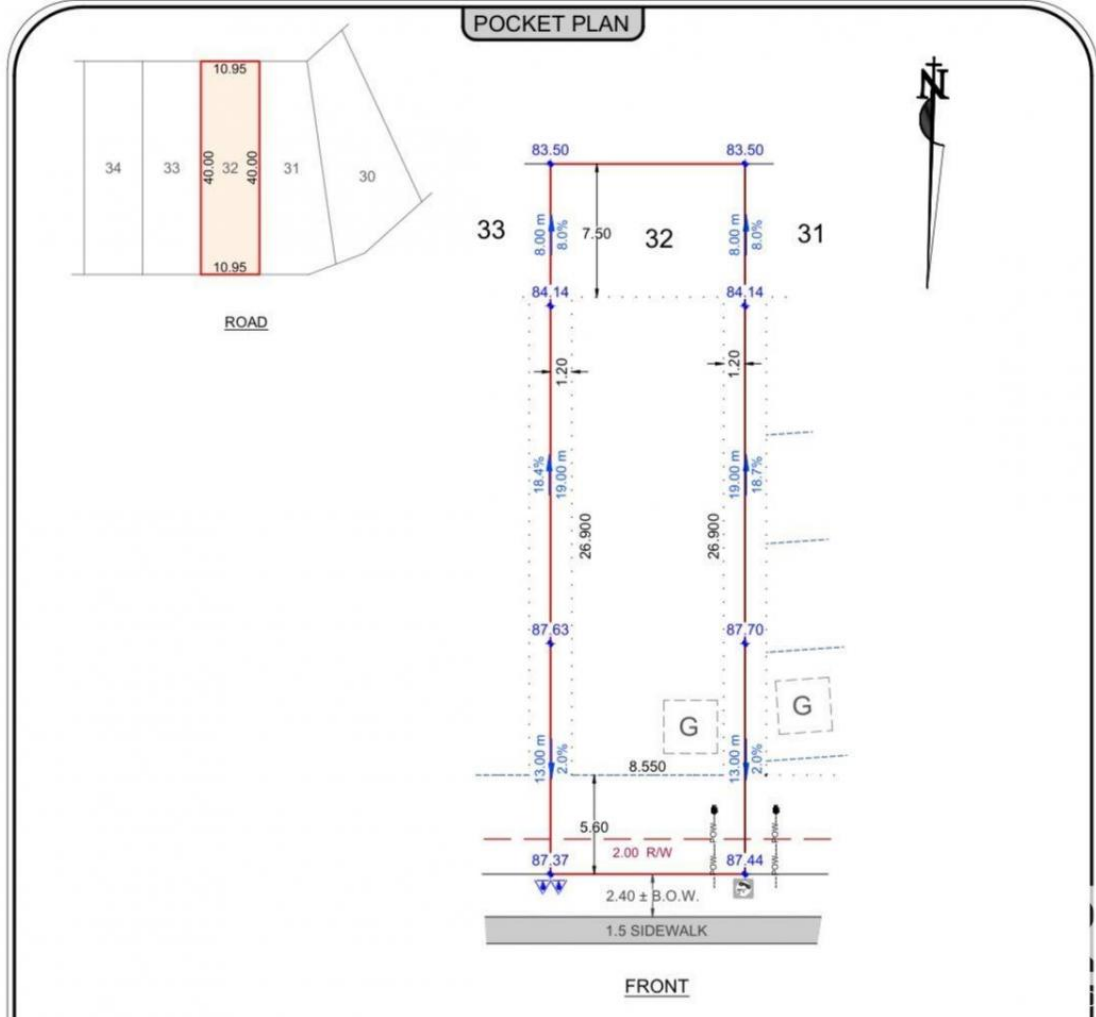 POCKET PLAN
10.95
34
33
40.00
32
40.00
31
30
10.95
ROAD
N
83.50
83.50
33
8.00 m
8.0%
7.50
32
8.00 m
8.0%
31
84.14
84.14
1.20
1.20
18.4%
19.00 m
19.00 m
18.7%
26.900
26.900
87.63
87.70
G
G
13.00 m
2.0%
8.550
13.00 m
2.0%
5.60
POW
POW
2.00 R/W
POW
POW
87.37
87.44
2.40 ± B.O.W.
1.5 SIDEWALK
FRONT